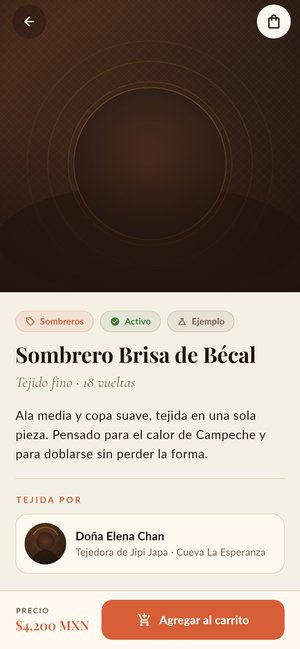 Sombreros
Activo
Ejemplo
Sombrero Brisa de Bécal
Tejido fino · 18 vueltas
Ala media y copa suave, tejida en una sola
pieza. Pensado para el calor de Campeche y
para doblarse sin perder la forma.
TEJIDA POR
Doña Elena Chan
Tejedora de Jipi Japa · Cueva La Esperanza
PRECIO
$4,200 MXN
Agregar al carrito